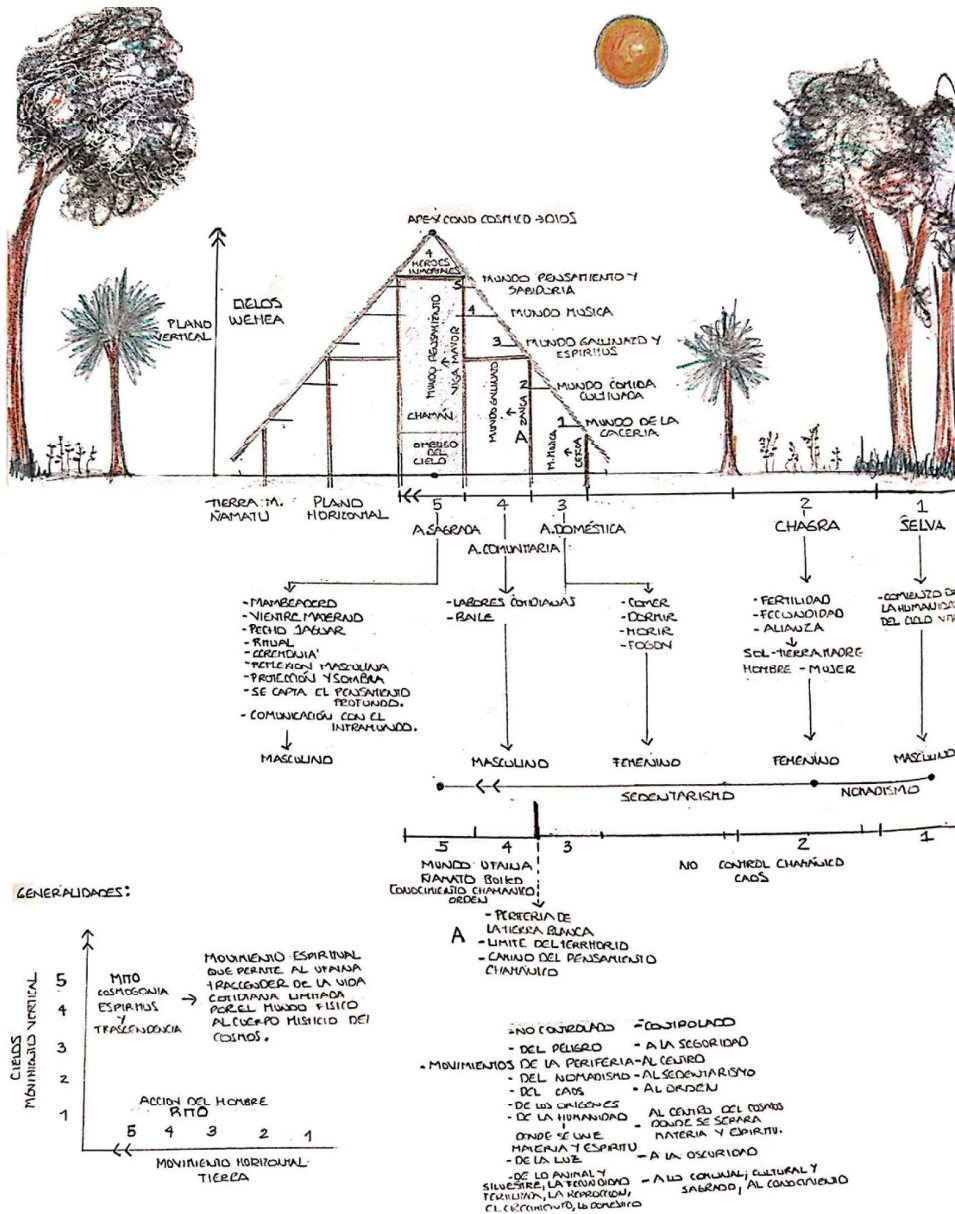 APEX CONO COSMICO → DIOS
4
HEROES
INMORTALES
5 MUNDO PENSAMIENTO Y
SABIDURIA
4 MUNDO MUSICA
3 MUNDO GALLINAZO Y
ESPIRITUS
2 MUNDO COMIDA
CULTIVADA
1 MUNDO DE LA
CACERIA
PLANO
VERTICAL
CIELOS
WEHEA
MUNDO PENSAMIENTO
VIGA MAYOR
CHAMÁN
OMBLIGO
DEL
CIELO
MUNDO GALLINAZO
A
M. MUSICA
CERCA
TIERRA: M.
ÑAMATU
PLANO
HORIZONTAL
5 4 3 2 1
A. SAGRADA
A. COMUNITARIA
A. DOMÉSTICA
CHAGRA
SELVA
- MAMBEADERO
- VIENTRE MATERNO
- PECHO JAGUAR
- RITUAL
- CEREMONIA
- REFLEXION MASCULINA
- PROTECCIÓN Y SOMBRA
- SE CAPTA EL PENSAMIENTO
PROFUNDO.
- COMUNICACIÓN CON EL
INFRAMUNDO.
MASCULINO
- LABORES COTIDIANAS
- BAILE
MASCULINO
- COMER
- DORMIR
- MORIR
- FOGON
FEMENINO
- FERTILIDAD
- FECUNDIDAD
- ALIANZA
SOL-TIERRA MADRE
HOMBRE - MUJER
FEMENINO
- COMIENZO DE
LA HUMANIDAD
DEL CICLO VITA
MASCULINO
SEDENTARISMO
NOMADISMO
5 4 3 2 1
MUNDO UFAINA
ÑAMATO BOIKO
CONOCIMIENTO CHAMANICO
ORDEN
NO CONTROL CHAMÁNICO
CAOS
A
- PERIFERIA DE
LA TIERRA BLANCA
- LIMITE DEL TERRITORIO
- CAMINO DEL PENSAMIENTO
CHAMÁNICO
GENERALIDADES:
CIELOS
MOVIMIENTO VERTICAL
5
4
3
2
1
MITO
COSMOGONIA
ESPIRITUS
Y
TRASCENDENCIA
→ MOVIMIENTO ESPIRITUAL
QUE PERMITE AL UFAINA
TRASCENDER DE LA VIDA
COTIDIANA LIMITADA
POR EL MUNDO FISICO
AL CUERPO MISTICIO DEL
COSMOS.
ACCION DEL HOMBRE
RITO
5 4 3 2 1
MOVIMIENTO HORIZONTAL
TIERRA
- NO CONTROLADO - CONTROLADO
- DEL PELIGRO - A LA SEGURIDAD
- MOVIMIENTOS DE LA PERIFERIA - AL CENTRO
- DEL NOMADISMO - AL SEDENTARISMO
- DEL CAOS - AL ORDEN
- DE LOS ORIGENES
- DE LA HUMANIDAD
DONDE SE UNE
MATERIA Y ESPIRITU
AL CENTRO DEL COSMOS
- DONDE SE SEPARA
MATERIA Y ESPIRITU.
- DE LA LUZ - A LA OSCURIDAD
- DE LO ANIMAL Y
SILVESTRE, LA FECUNDIDAD
FEMENINA, LA REPRODUCCION,
EL CRECIMIENTO, LO DOMESTICO
- A LO COMUNAL; CULTURAL Y
SAGRADO, AL CONOCIMIENTO